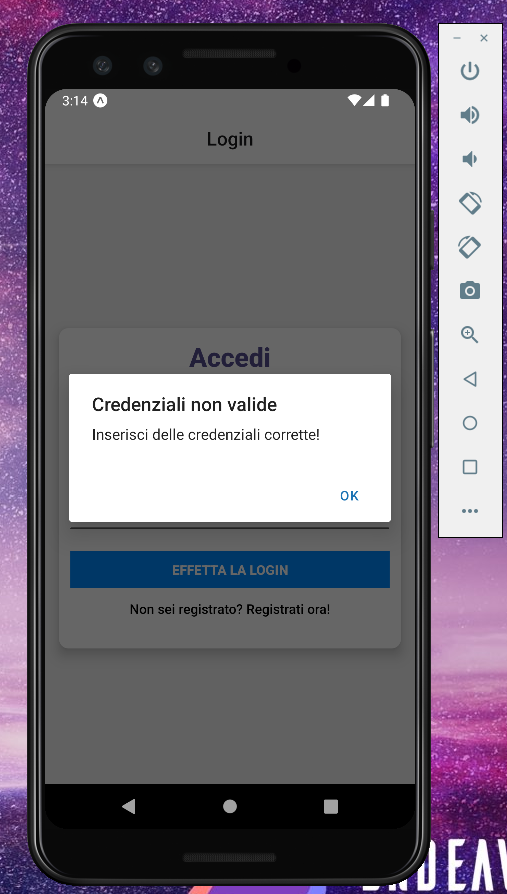 3:14
Login
Accedi
Credenziali non valide
Inserisci delle credenziali corrette!
OK
EFFETTA LA LOGIN
Non sei registrato? Registrati ora!